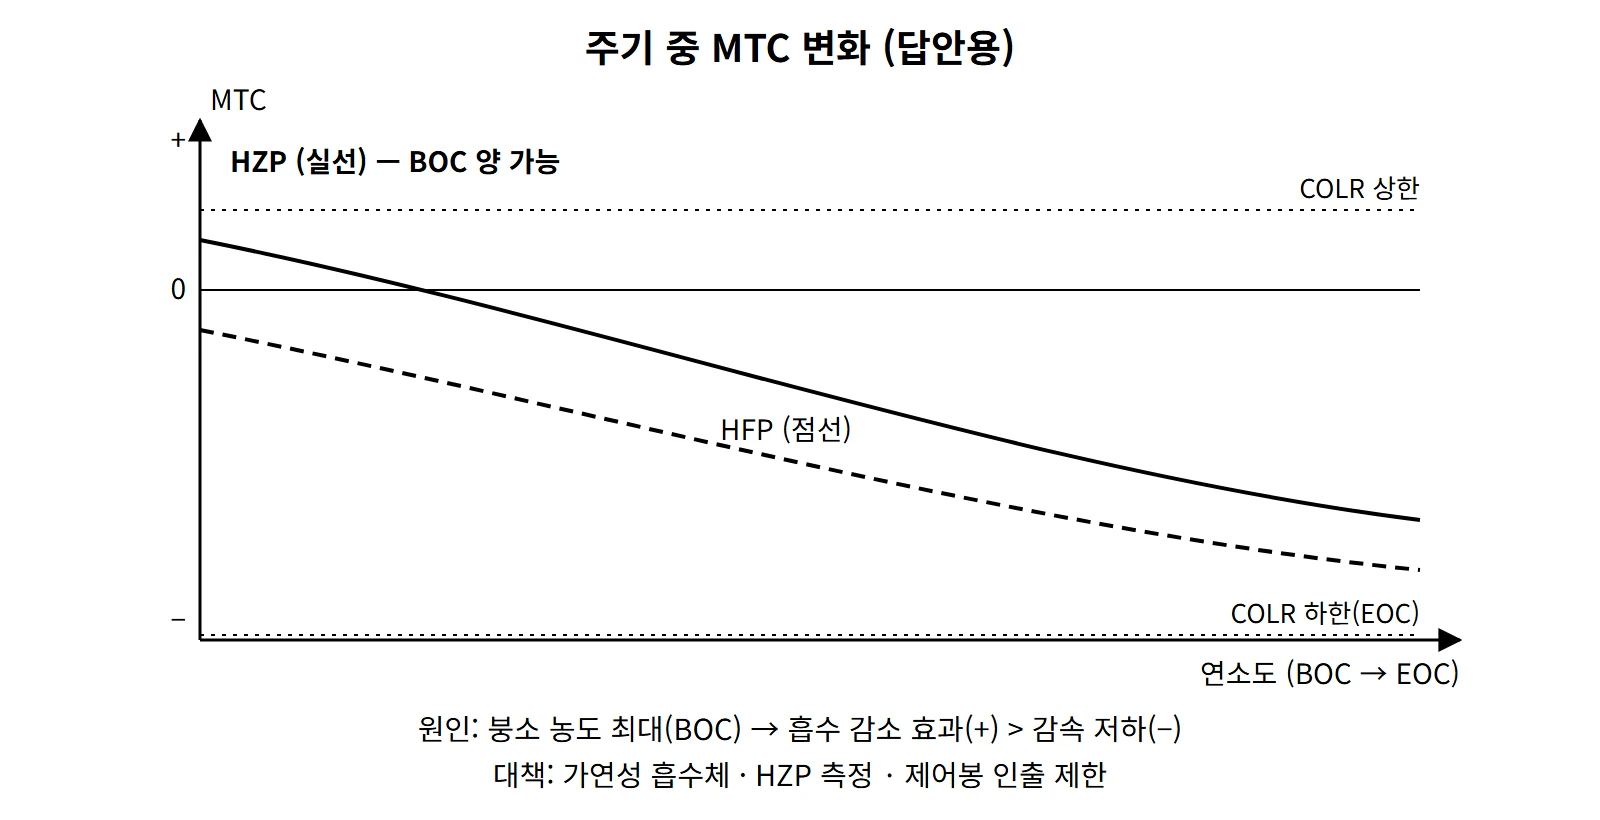 주기 중 MTC 변화 (답안용)
MTC
+
HZP (실선) — BOC 양 가능
COLR 상한
0
HFP (점선)
COLR 하한(EOC)
−
연소도 (BOC → EOC)
원인: 붕소 농도 최대(BOC) → 흡수 감소 효과(+) > 감속 저하(−)
대책: 가연성 흡수체 · HZP 측정 · 제어봉 인출 제한